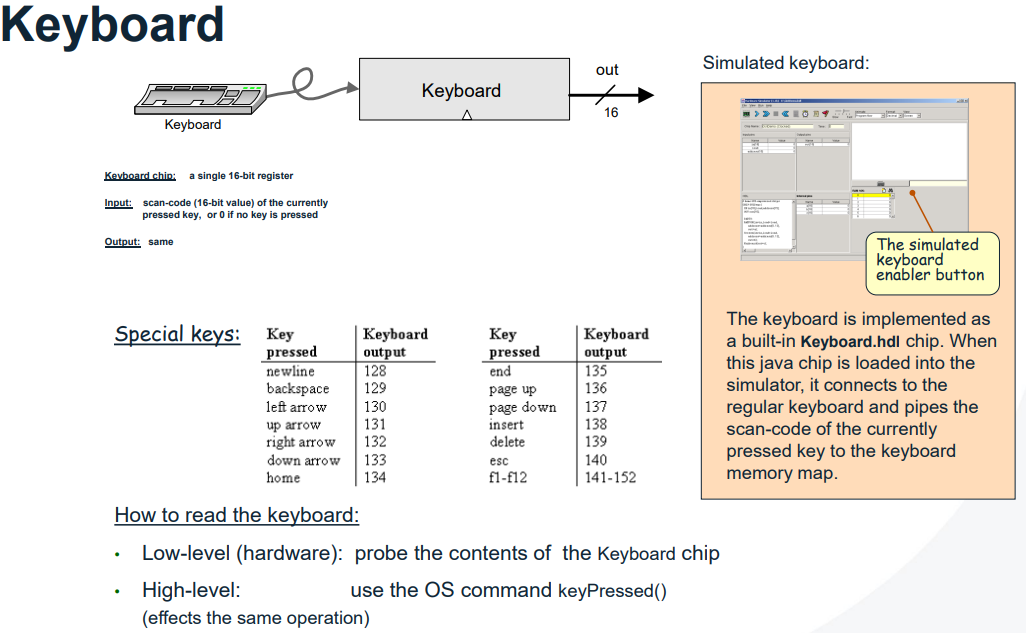 Keyboard
Keyboard
Keyboard
out
16
Keyboard chip: a single 16-bit register
Input: scan-code (16-bit value) of the currently
pressed key, or 0 if no key is pressed
Output: same
Special keys:
Key pressed Keyboard output
newline 128
backspace 129
left arrow 130
up arrow 131
right arrow 132
down arrow 133
home 134
Key pressed Keyboard output
end 135
page up 136
page down 137
insert 138
delete 139
esc 140
f1-f12 141-152
How to read the keyboard:
• Low-level (hardware): probe the contents of the Keyboard chip
• High-level: use the OS command keyPressed()
(effects the same operation)
Simulated keyboard:
The simulated
keyboard
enabler button
The keyboard is implemented as
a built-in Keyboard.hdl chip. When
this java chip is loaded into the
simulator, it connects to the
regular keyboard and pipes the
scan-code of the currently
pressed key to the keyboard
memory map.